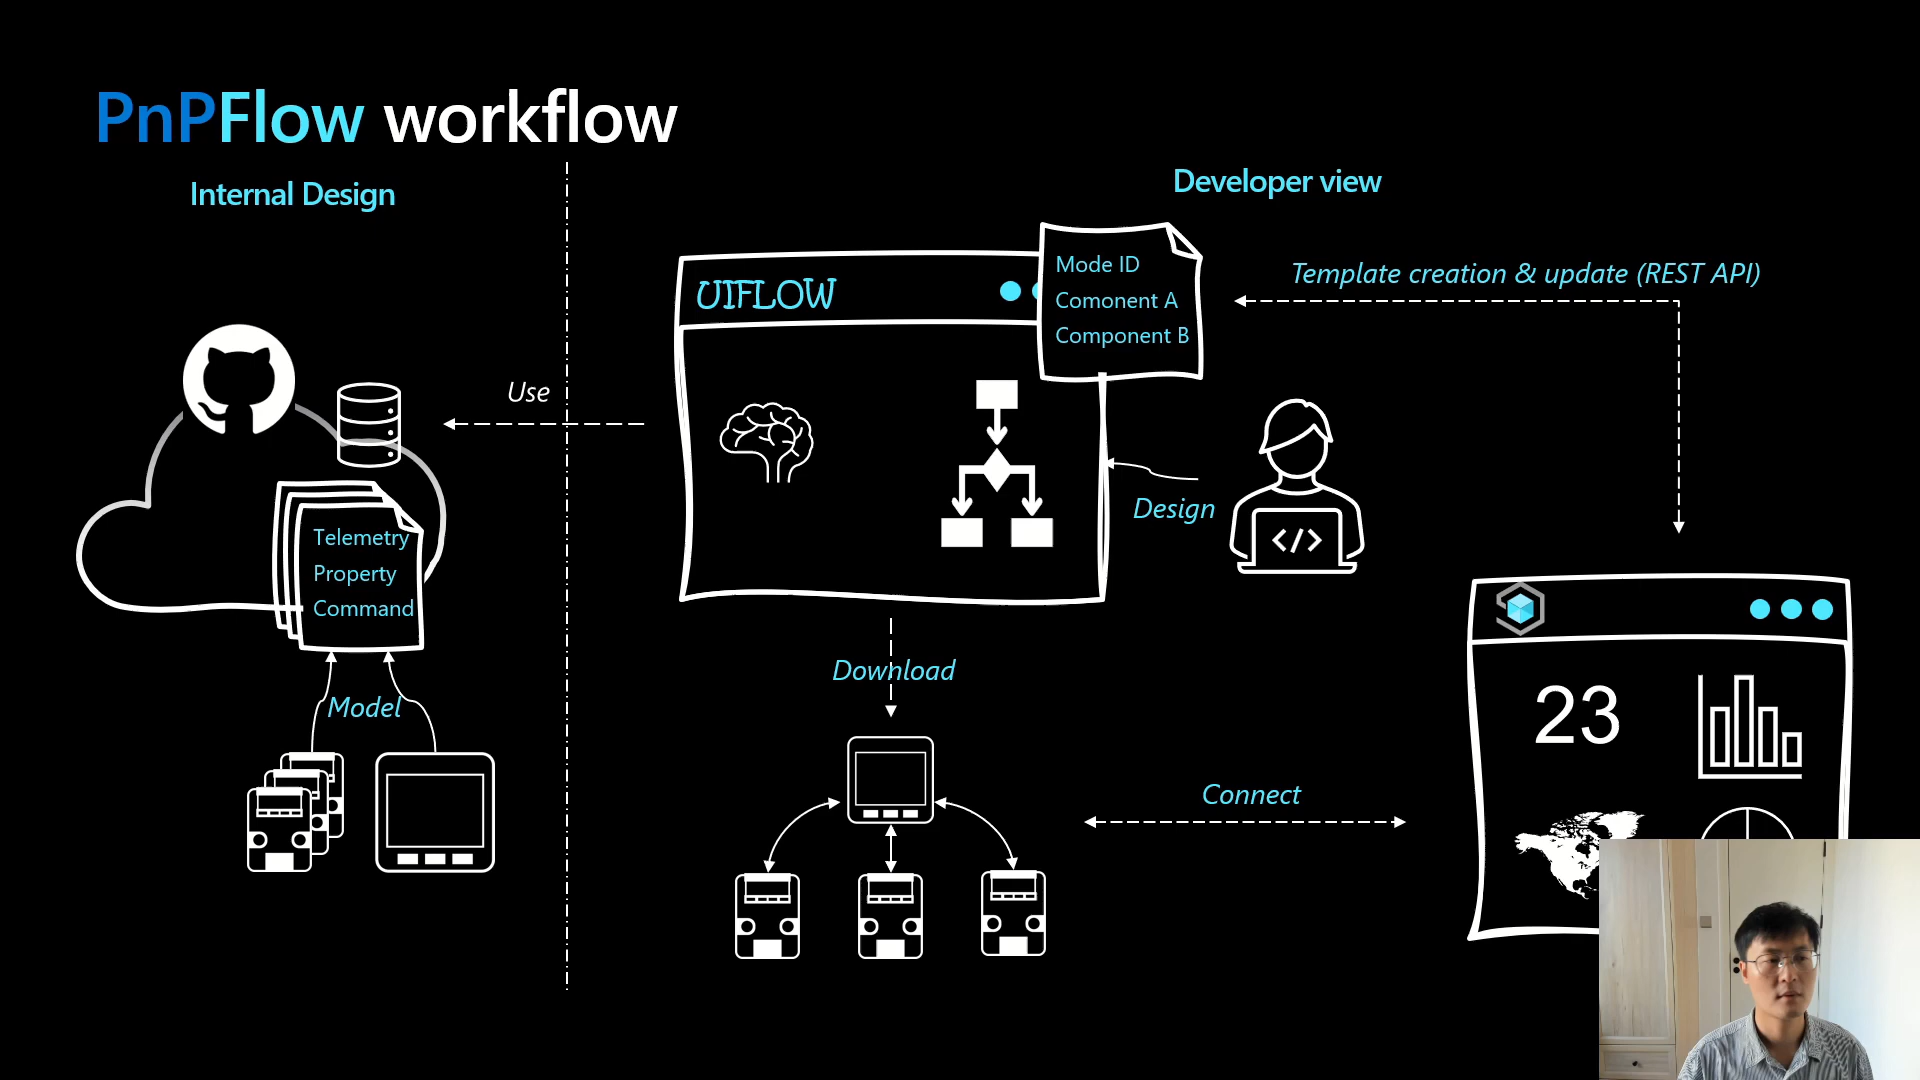 PnPFlow workflow
Internal Design
Developer view
UIFLOW
Mode ID
Comonent A
Component B
Template creation & update (REST API)
Use
Design
Telemetry
Property
Command
Model
Download
Connect
23